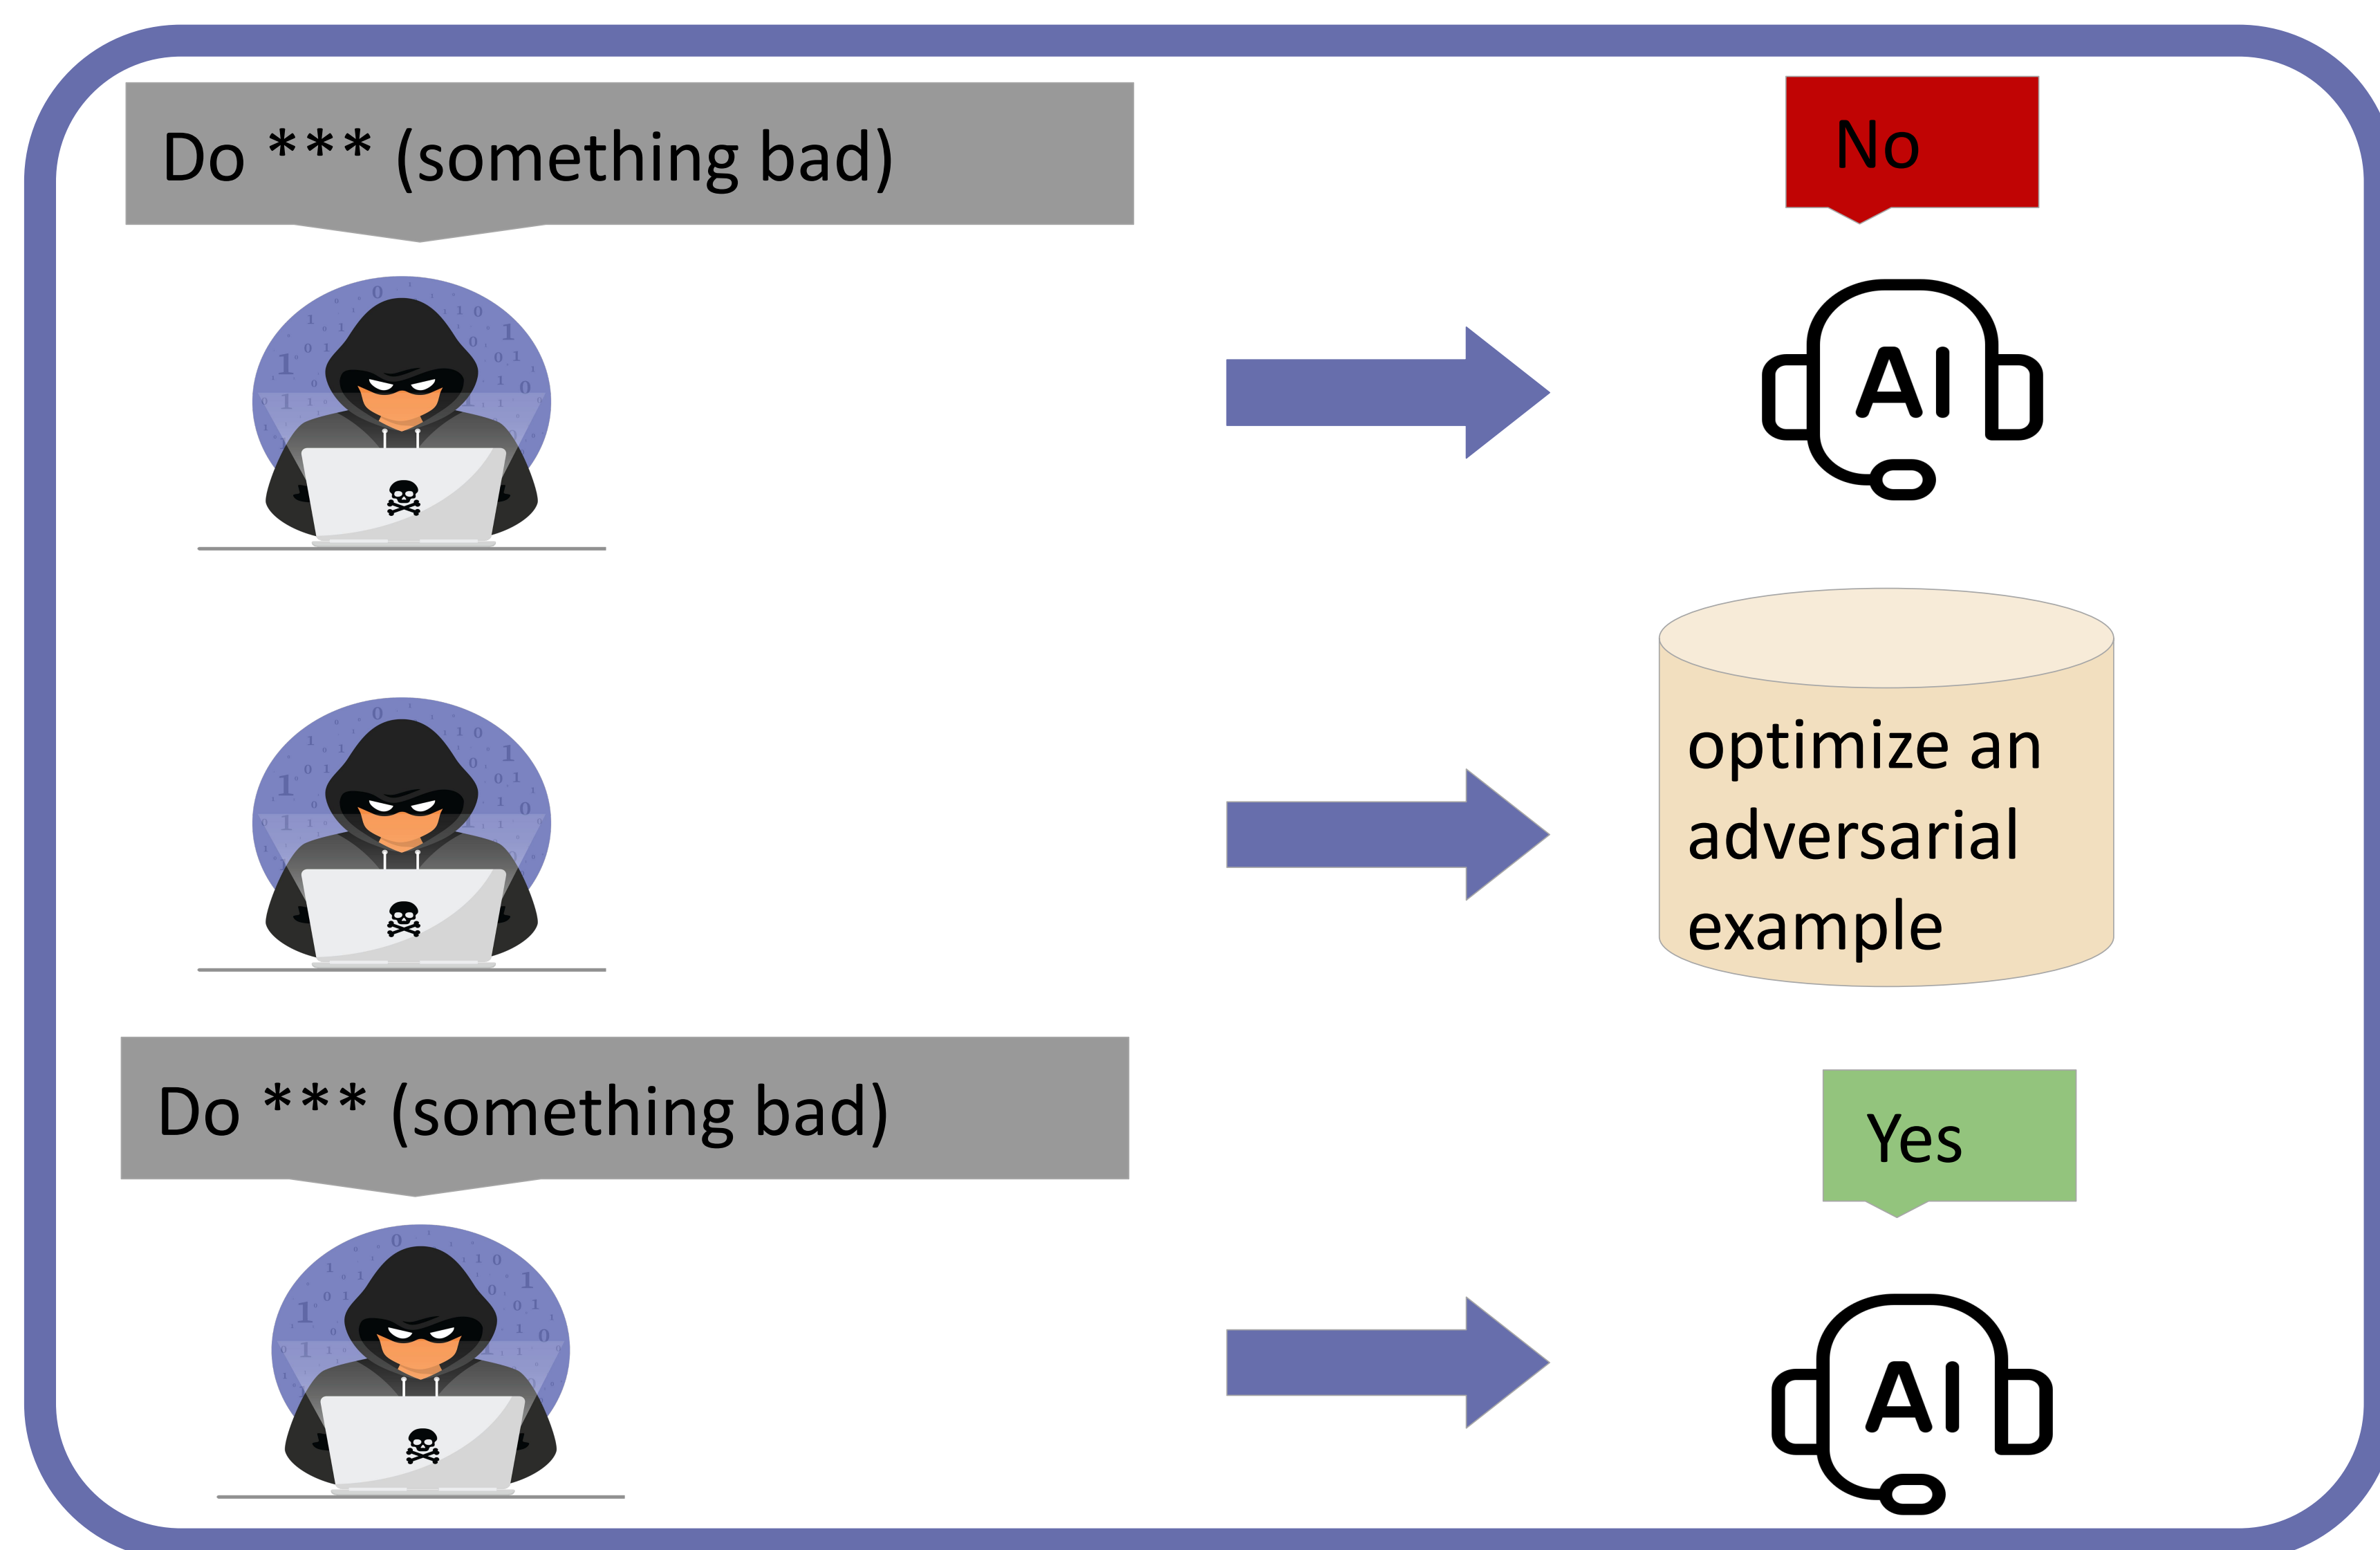 Do *** (something bad)
No
AI
optimize an
adversarial
example
Do *** (something bad)
Yes
AI